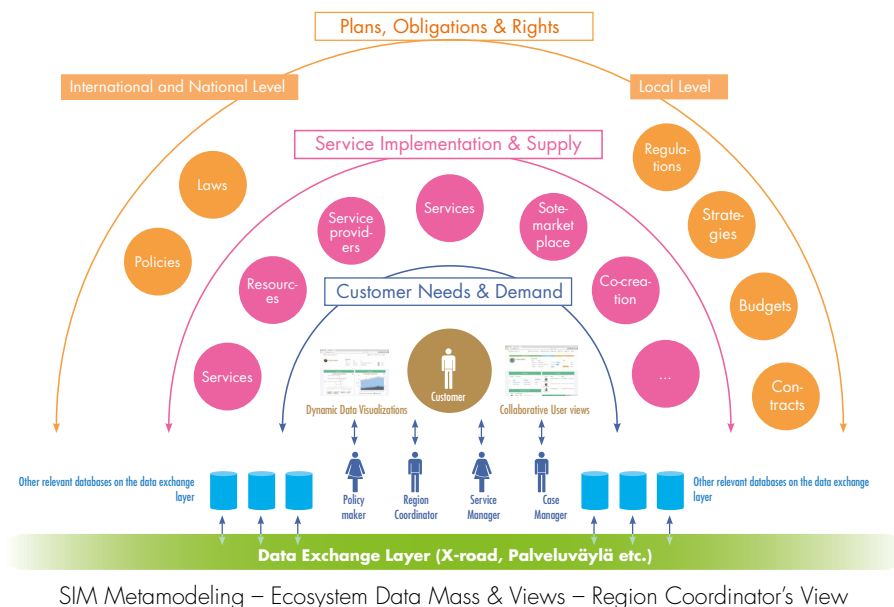 Plans, Obligations & Rights
International and National Level
Local Level
Service Implementation & Supply
Regula-
tions
Laws
Services
Service
provid-
ers
Sote-
market
place
Strate-
gies
Policies
Resourc-
es
Customer Needs & Demand
Co-crea-
tion
Budgets
Services
Customer
...
Con-
tracts
Dynamic Data Visualizations
Collaborative User views
Other relevant databases on the data exchange
layer
Policy
maker
Region
Coordinator
Service
Manager
Case
Manager
Other relevant databases on the data exchange
layer
Data Exchange Layer (X-road, Palveluväylä etc.)
SIM Metamodeling – Ecosystem Data Mass & Views – Region Coordinator's View